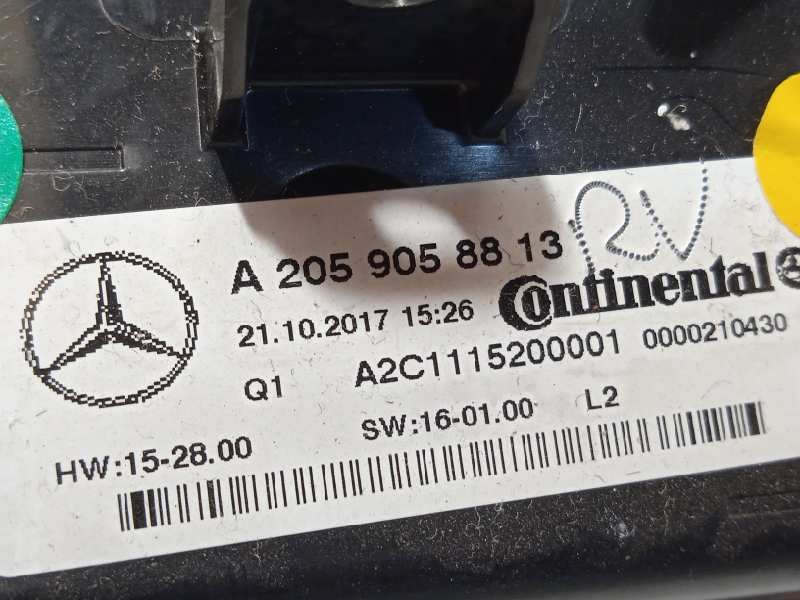 RV
A 205 905 88 13
21.10.2017 15:26
Continental
Q1
A2C1115200001
0000210430
HW:15-28.00
SW:16-01.00
L2